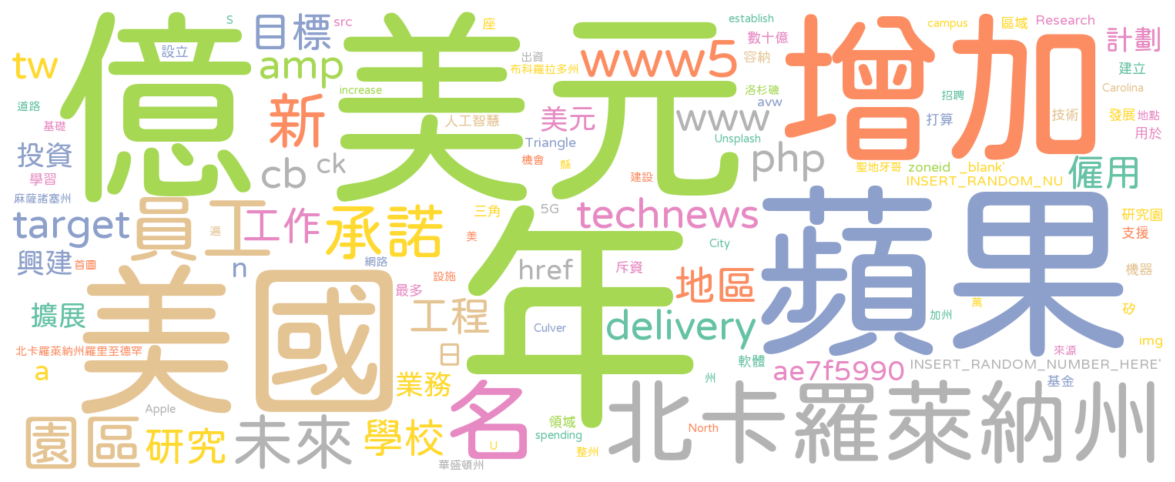 億
美元
年
增加
蘋果
美國
北卡羅萊納州
目標
設立
S
src
座
數十億
establish
campus
區域
Research
計劃
tw
amp
出資
布科羅拉多州
www5
容納
建立
道路
新
increase
人工智慧
美元
www
洛杉磯
avw
招聘
Carolina
基礎
Triangle
Unsplash
打算
技術
發展
地點
用於
投資
cb
ck
機會
縣
php
聖地牙哥
zoneid
_blank'
學習
建設
INSERT_RANDOM_NU
僱用
麻薩諸塞州
target
員工
遍
工作
承諾
三角
5G
technews
研究園
美
City
支援
興建
首圖
n
網路
設施
href
斥資
地區
機器
矽
擴展
最多
工程
Culver
delivery
加州
萬
img
北卡羅萊納州羅里至德罕
日
軟體
來源
a
業務
州
ae7f5990
INSERT_RANDOM_NUMBER_HERE'
基金
Apple
名
園區
研究
未來
學校
領域
spending
North
U
整州
華盛頓州